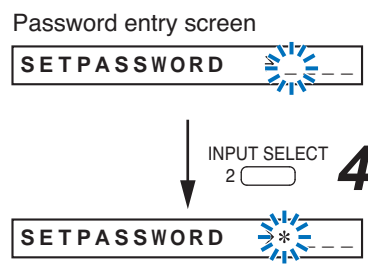 Password entry screen
SETPASSWORD > _ _ _ _
INPUT SELECT
2
4
SETPASSWORD > * _ _ _